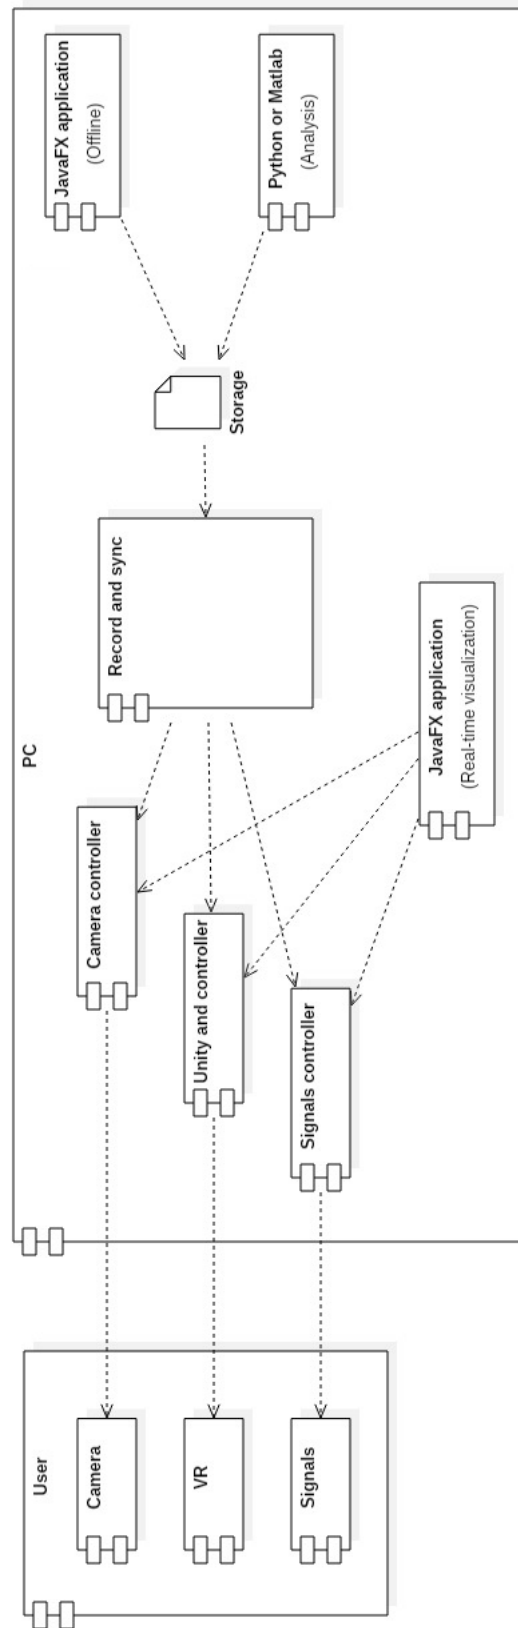 User
Camera
VR
Signals
PC
Camera controller
Unity and controller
Signals controller
Record and sync
JavaFX application
(Real-time visualization)
Storage
JavaFX application
(Offline)
Python or Matlab
(Analysis)